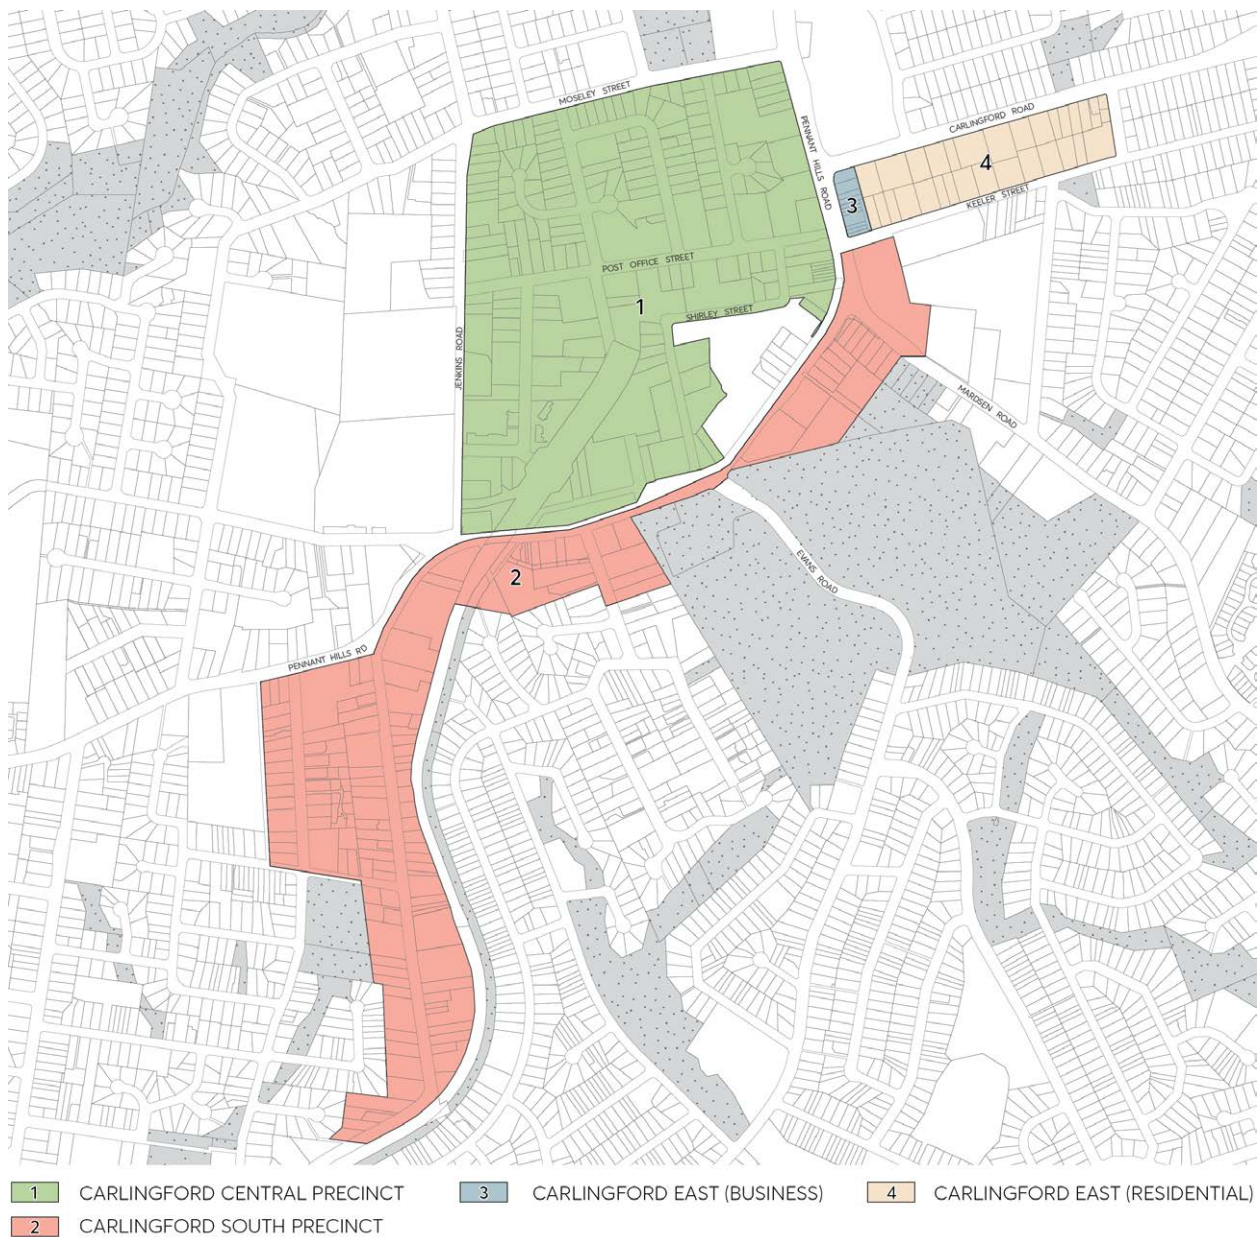 MOSELEY STREET
CARLINGFORD ROAD
PENNANT HILLS ROAD
4
3
KEELER STREET
POST OFFICE STREET
1
SHIRLEY STREET
JENKINS ROAD
MARDSEN ROAD
2
EVANS ROAD
PENNANT HILLS RD
1 CARLINGFORD CENTRAL PRECINCT
3 CARLINGFORD EAST (BUSINESS)
4 CARLINGFORD EAST (RESIDENTIAL)
2 CARLINGFORD SOUTH PRECINCT